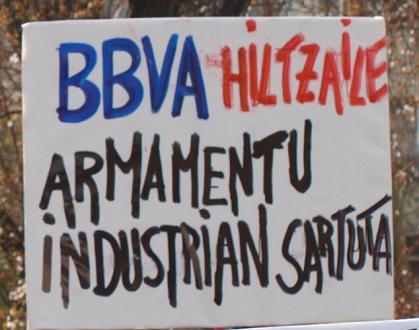 BBVA HILTZAILE
ARMAMENTU
INDUSTRIAN SARTUTA